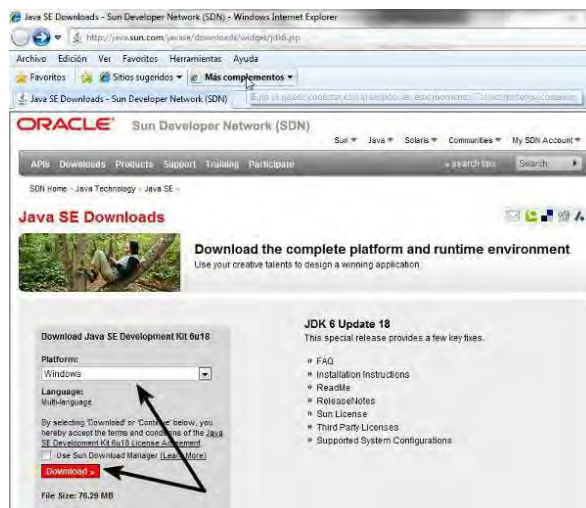 Java SE Downloads - Sun Developer Network (SDN) - Windows Internet Explorer
http://java.sun.com/javase/downloads/widget/jdk6.jsp
Archivo Edición Ver Favoritos Herramientas Ayuda
Favoritos Sitios sugeridos Más complementos
Java SE Downloads - Sun Developer Network (SDN)
ORACLE Sun Developer Network (SDN)
Sun Java Solaris Communities My SDN Account
APIs Downloads Products Support Training Participate » search tips Search
SDN Home > Java Technology > Java SE >
Java SE Downloads
Download the complete platform and runtime environment
Use your creative talents to design a winning application.
Download Java SE Development Kit 6u18
Platform:
Windows
Language:
Multi-language
By selecting 'Download' or 'Continue' below, you
hereby accept the terms and conditions of the Java
SE Development Kit 6u18 License Agreement.
Use Sun Download Manager (Learn More)
Download »
File Size: 76.29 MB
JDK 6 Update 18
This special release provides a few key fixes.
» FAQ
» Installation Instructions
» ReadMe
» ReleaseNotes
» Sun License
» Third Party Licenses
» Supported System Configurations